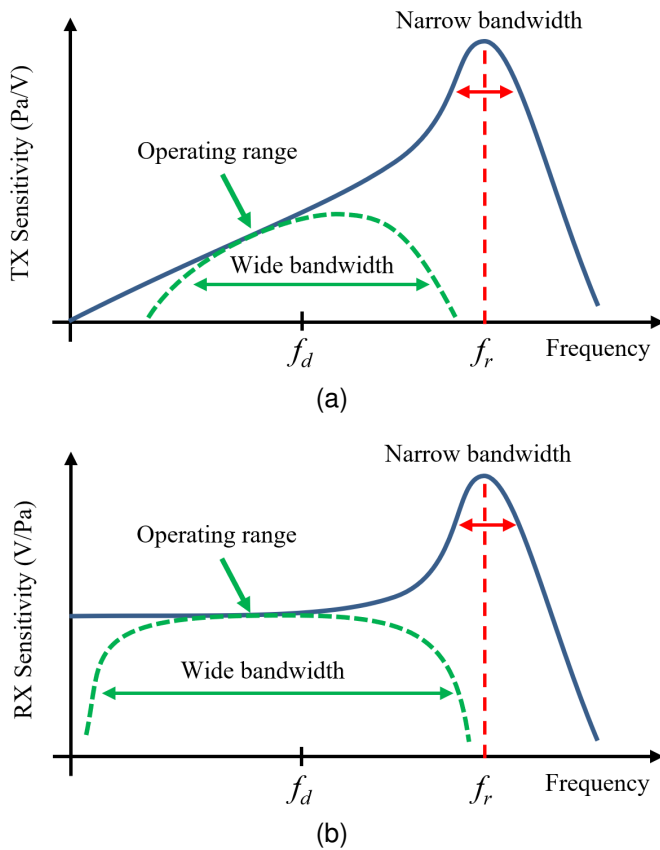 Narrow bandwidth
TX Sensitivity (Pa/V)
Operating range
Wide bandwidth
f_d
f_r
Frequency
(a)
Narrow bandwidth
RX Sensitivity (V/Pa)
Operating range
Wide bandwidth
f_d
f_r
Frequency
(b)